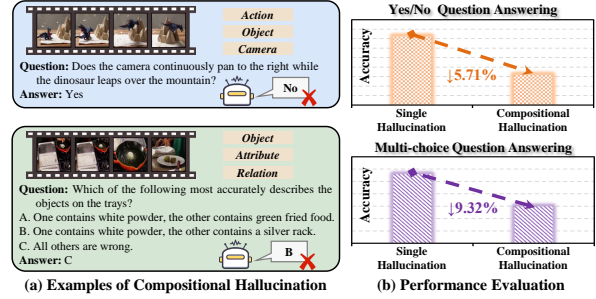 Action
Object
Camera
Question: Does the camera continuously pan to the right while
the dinosaur leaps over the mountain?
Answer: Yes
No
Object
Attribute
Relation
Question: Which of the following most accurately describes the
objects on the trays?
A. One contains white powder, the other contains green fried food.
B. One contains white powder, the other contains a silver rack.
C. All others are wrong.
Answer: C
B
(a) Examples of Compositional Hallucination
Yes/No Question Answering
Accuracy
↓5.71%
Single
Hallucination
Compositional
Hallucination
Multi-choice Question Answering
Accuracy
↓9.32%
Single
Hallucination
Compositional
Hallucination
(b) Performance Evaluation